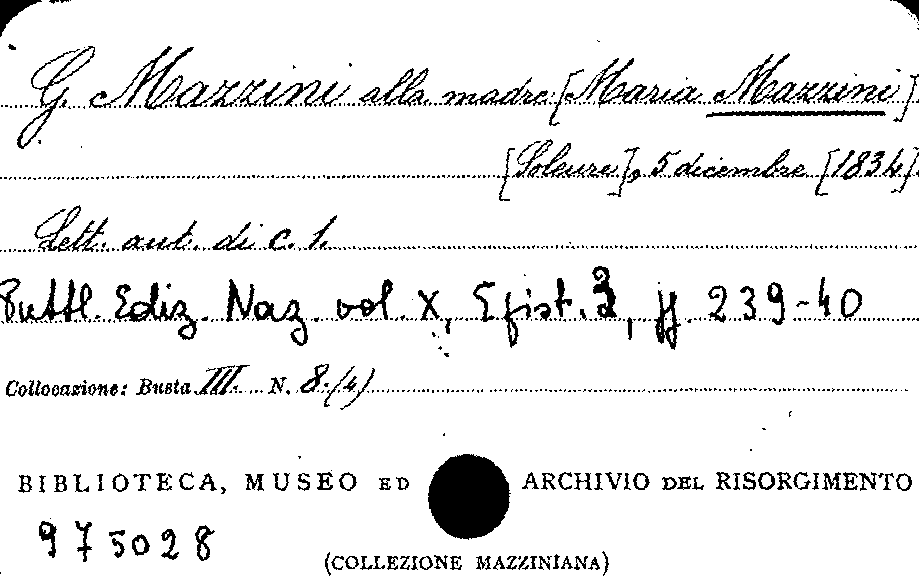 G. Mazzini alla madre [Maria Mazzini]
[Soleure], 5 dicembre [1834].
Lett. aut. di c. 1.
Pubbl. Ediz. Naz. vol. X, Epist. 3, pp. 239-40
Collocazione: Busta III. N. 8.(4)
BIBLIOTECA, MUSEO ED ARCHIVIO DEL RISORGIMENTO
975028
(COLLEZIONE MAZZINIANA)